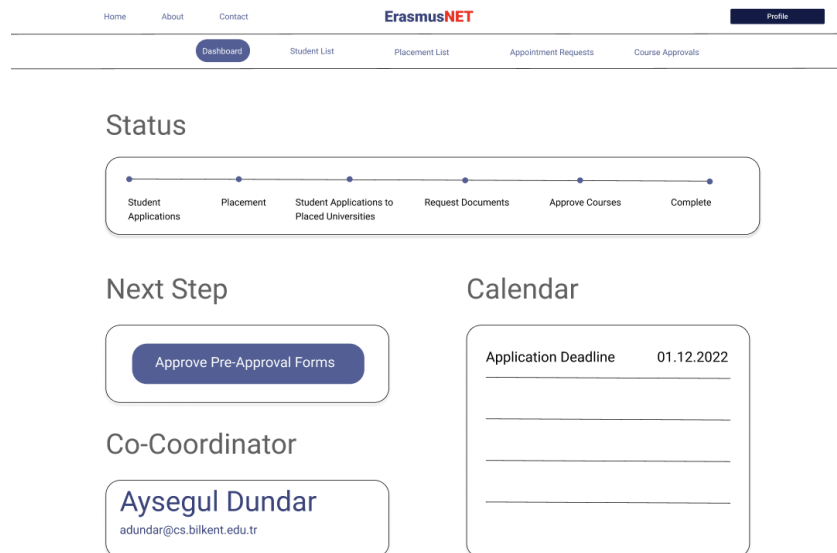 Home About Contact ErasmusNET Profile
Dashboard Student List Placement List Appointment Requests Course Approvals
Status
Student Applications
Placement
Student Applications to
Placed Universities
Request Documents
Approve Courses
Complete
Next Step
Approve Pre-Approval Forms
Calendar
Application Deadline 01.12.2022
Co-Coordinator
Aysegul Dundar
adundar@cs.bilkent.edu.tr